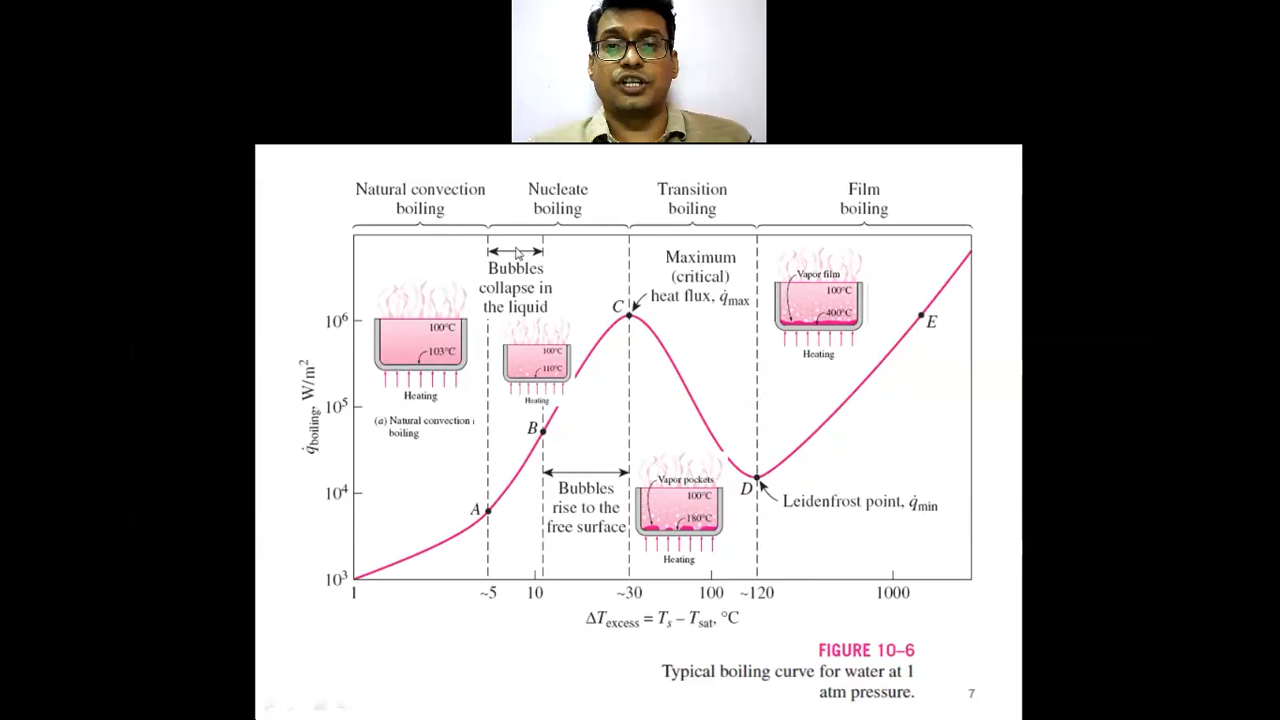 Natural convection
boiling
Nucleate
boiling
Transition
boiling
Film
boiling
Bubbles
collapse in
the liquid
Maximum
(critical)
heat flux, q̇max
Vapor film
100°C
400°C
Heating
100°C
103°C
Heating
(a) Natural convection
boiling
100°C
110°C
Heating
C
E
B
A
D
Bubbles
rise to the
free surface
Vapor pockets
100°C
180°C
Heating
Leidenfrost point, q̇min
q̇boiling, W/m²
10⁶
10⁵
10⁴
10³
1
~5
10
~30
100
~120
1000
ΔTexcess = Ts – Tsat, °C
FIGURE 10–6
Typical boiling curve for water at 1
atm pressure.
7